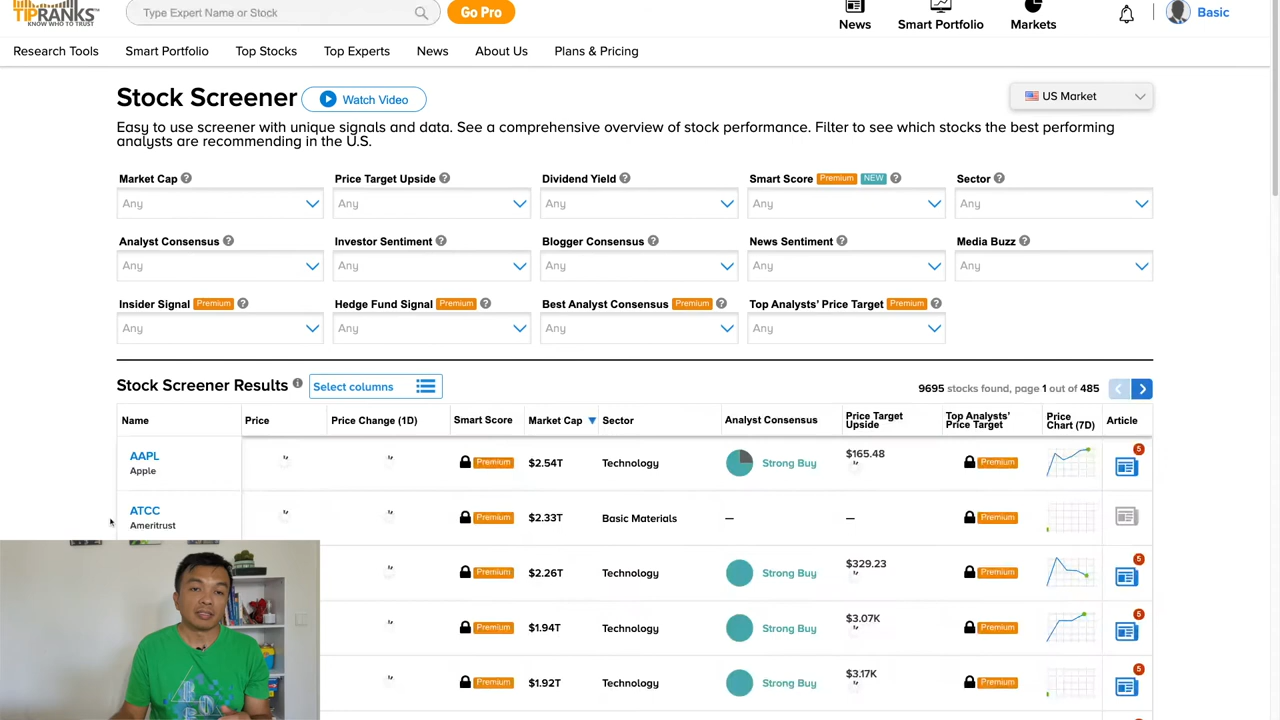 TIPRANKS
KNOW WHO TO TRUST
Type Expert Name or Stock
Go Pro
News
Smart Portfolio
Markets
Basic
Research Tools
Smart Portfolio
Top Stocks
Top Experts
News
About Us
Plans & Pricing
Stock Screener
Watch Video
US Market
Easy to use screener with unique signals and data. See a comprehensive overview of stock performance. Filter to see which stocks the best performing
analysts are recommending in the U.S.
Market Cap ?
Price Target Upside ?
Dividend Yield ?
Smart Score Premium NEW ?
Sector ?
Any
Any
Any
Any
Any
Analyst Consensus ?
Investor Sentiment ?
Blogger Consensus ?
News Sentiment ?
Media Buzz ?
Any
Any
Any
Any
Any
Insider Signal Premium ?
Hedge Fund Signal Premium ?
Best Analyst Consensus Premium ?
Top Analysts' Price Target Premium ?
Any
Any
Any
Any
Stock Screener Results
Select columns
9695 stocks found, page 1 out of 485
Name
Price
Price Change (1D)
Smart Score
Market Cap
Sector
Analyst Consensus
Price Target
Upside
Top Analysts'
Price Target
Price
Chart (7D)
Article
AAPL
Apple
Premium
$2.54T
Technology
Strong Buy
$165.48
Premium
5
ATCC
Ameritrust
Premium
$2.33T
Basic Materials
—
—
Premium
Premium
$2.26T
Technology
Strong Buy
$329.23
Premium
5
Premium
$1.94T
Technology
Strong Buy
$3.07K
Premium
5
Premium
$1.92T
Technology
Strong Buy
$3.17K
Premium
5